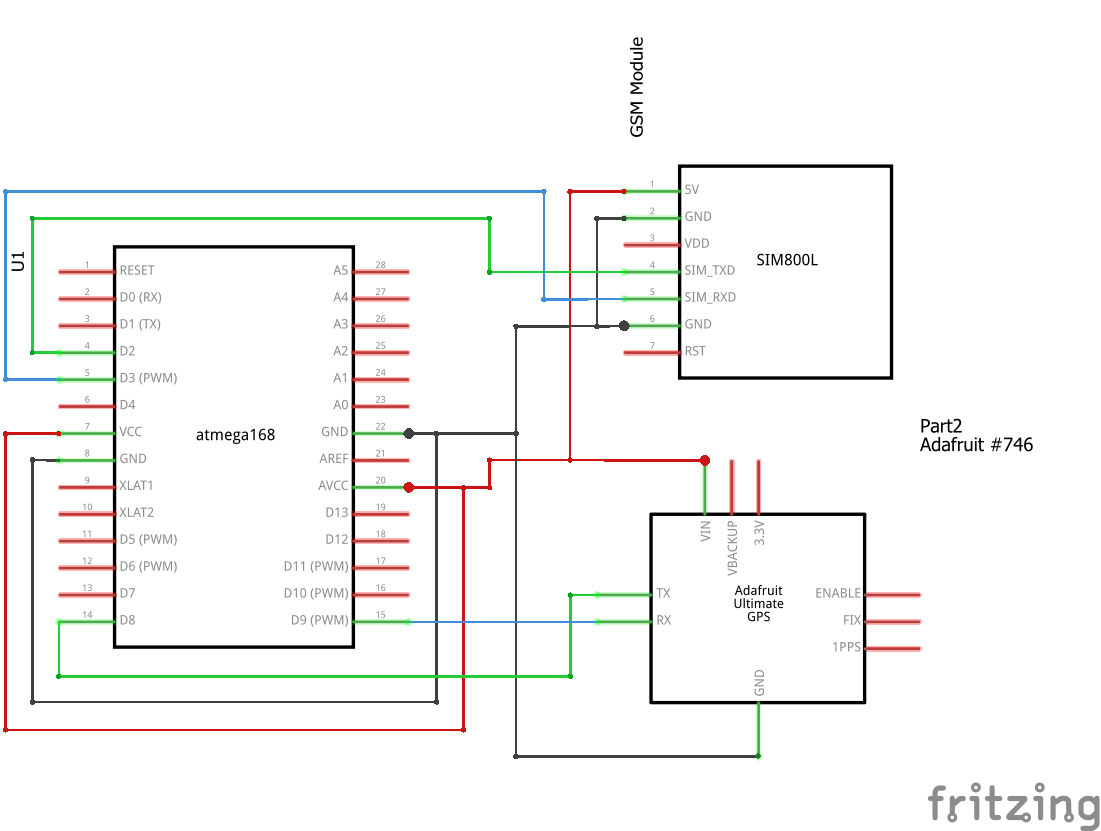 GSM Module
1 5V
2 GND
3 VDD
4 SIM_TXD
5 SIM_RXD
6 GND
7 RST
SIM800L
U1
1 RESET
2 D0 (RX)
3 D1 (TX)
4 D2
5 D3 (PWM)
6 D4
7 VCC
8 GND
9 XLAT1
10 XLAT2
11 D5 (PWM)
12 D6 (PWM)
13 D7
14 D8
atmega168
A5 28
A4 27
A3 26
A2 25
A1 24
A0 23
GND 22
AREF 21
AVCC 20
D13 19
D12 18
D11 (PWM) 17
D10 (PWM) 16
D9 (PWM) 15
Part2
Adafruit #746
VIN
VBACKUP
3.3V
TX
RX
Adafruit
Ultimate
GPS
ENABLE
FIX
1PPS
GND
fritzing